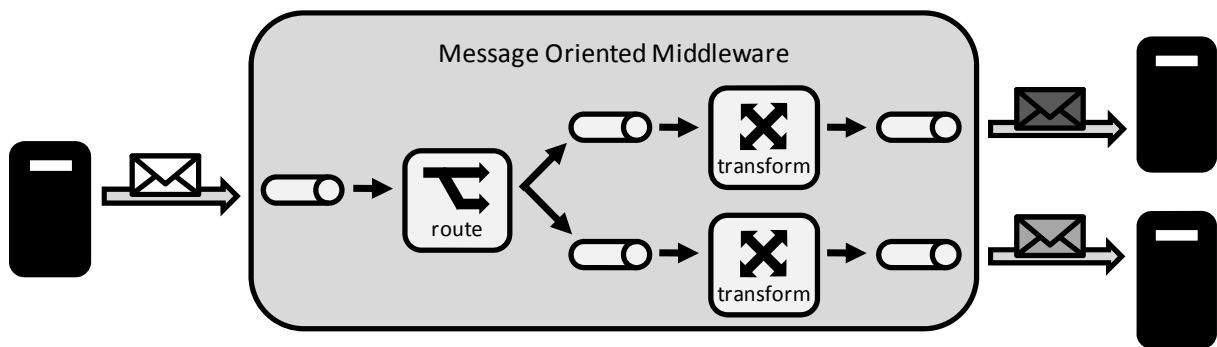 Message Oriented Middleware
transform
route
transform